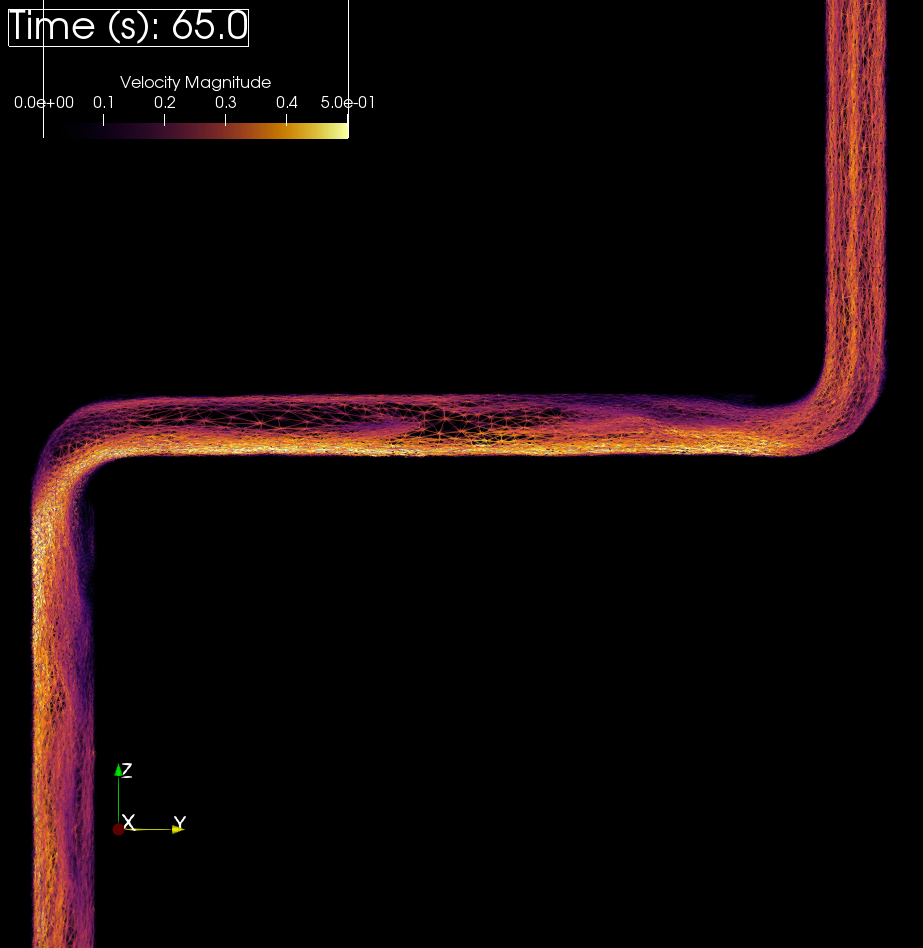 Time (s): 65.0
Velocity Magnitude
0.0e+00 0.1 0.2 0.3 0.4 5.0e-01
Z
X Y